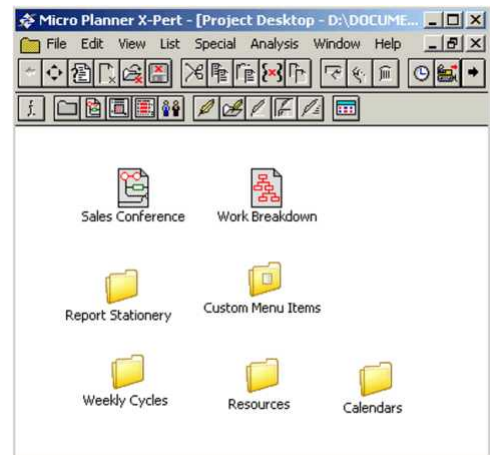 Micro Planner X-Pert - [Project Desktop - D:\DOCUME...
File Edit View List Special Analysis Window Help
Sales Conference Work Breakdown
Report Stationery Custom Menu Items
Weekly Cycles Resources Calendars